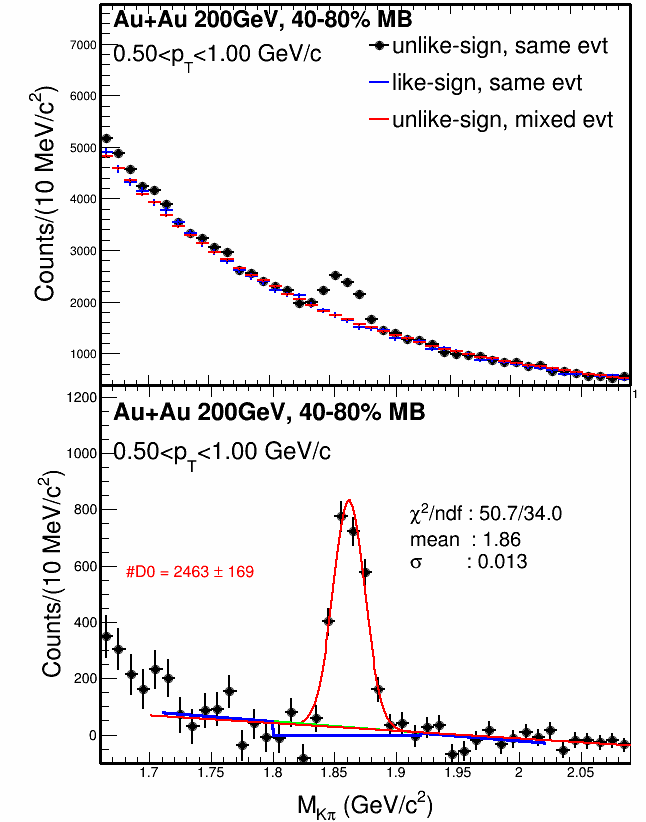 Au+Au 200GeV, 40-80% MB
0.50<p_T<1.00 GeV/c
unlike-sign, same evt
like-sign, same evt
unlike-sign, mixed evt
Counts/(10 MeV/c²)
7000
6000
5000
4000
3000
2000
1000
1
Au+Au 200GeV, 40-80% MB
0.50<p_T<1.00 GeV/c
χ²/ndf : 50.7/34.0
mean : 1.86
σ : 0.013
#D0 = 2463 ± 169
Counts/(10 MeV/c²)
1200
1000
800
600
400
200
0
1.7 1.75 1.8 1.85 1.9 1.95 2 2.05
M_Kπ (GeV/c²)